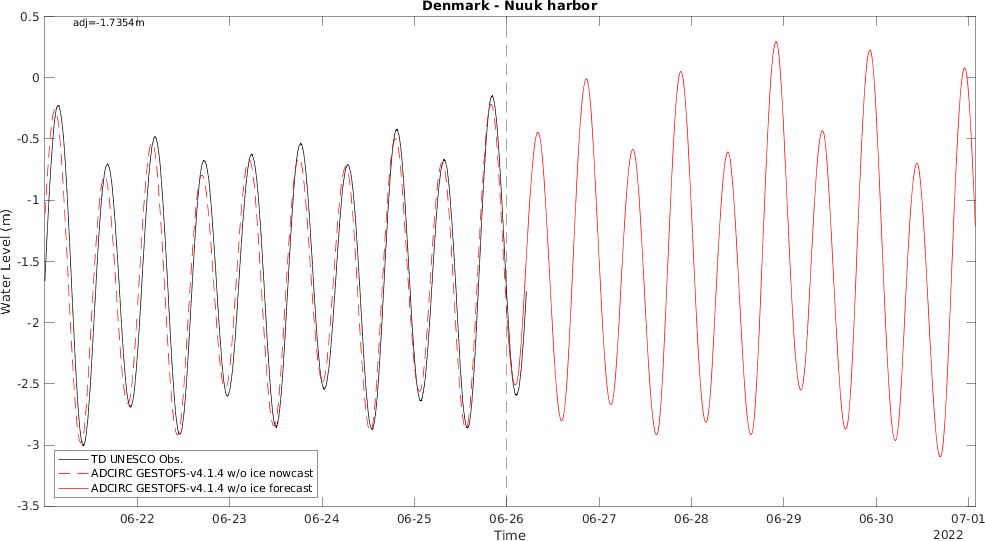 Denmark - Nuuk harbor
adj=-1.7354m
0.5
0
-0.5
-1
-1.5
-2
-2.5
-3
-3.5
Water Level (m)
TD UNESCO Obs.
ADCIRC GESTOFS-v4.1.4 w/o ice nowcast
ADCIRC GESTOFS-v4.1.4 w/o ice forecast
06-22 06-23 06-24 06-25 06-26 06-27 06-28 06-29 06-30 07-01
Time
2022